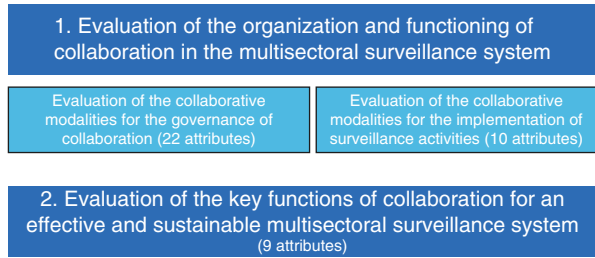 1. Evaluation of the organization and functioning of
collaboration in the multisectoral surveillance system
Evaluation of the collaborative
modalities for the governance of
collaboration (22 attributes)
Evaluation of the collaborative
modalities for the implementation of
surveillance activities (10 attributes)
2. Evaluation of the key functions of collaboration for an
effective and sustainable multisectoral surveillance system
(9 attributes)